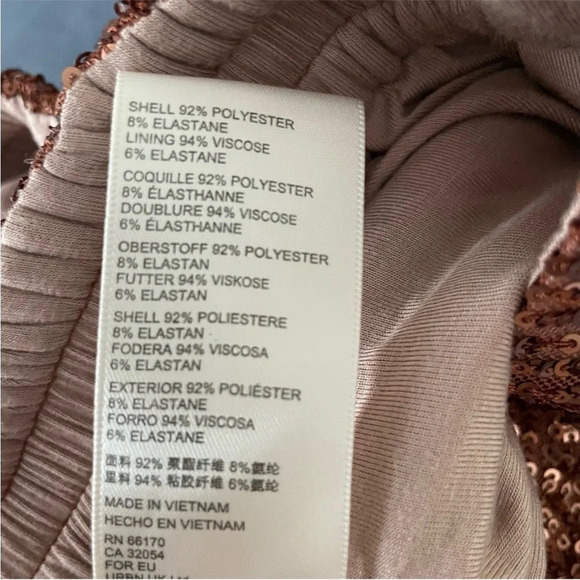 SHELL 92% POLYESTER
8% ELASTANE
LINING 94% VISCOSE
6% ELASTANE
COQUILLE 92% POLYESTER
8% ÉLASTHANNE
DOUBLURE 94% VISCOSE
6% ÉLASTHANNE
OBERSTOFF 92% POLYESTER
8% ELASTAN
FUTTER 94% VISKOSE
6% ELASTAN
SHELL 92% POLIESTERE
8% ELASTAN
FODERA 94% VISCOSA
6% ELASTAN
EXTERIOR 92% POLIÉSTER
8% ELASTANE
FORRO 94% VISCOSA
6% ELASTANE
面料 92% 聚酯纤维 8%氨纶
里料 94% 粘胶纤维 6%氨纶
MADE IN VIETNAM
HECHO EN VIETNAM
RN 66170
CA 32054
FOR EU
URBN UK Ltd